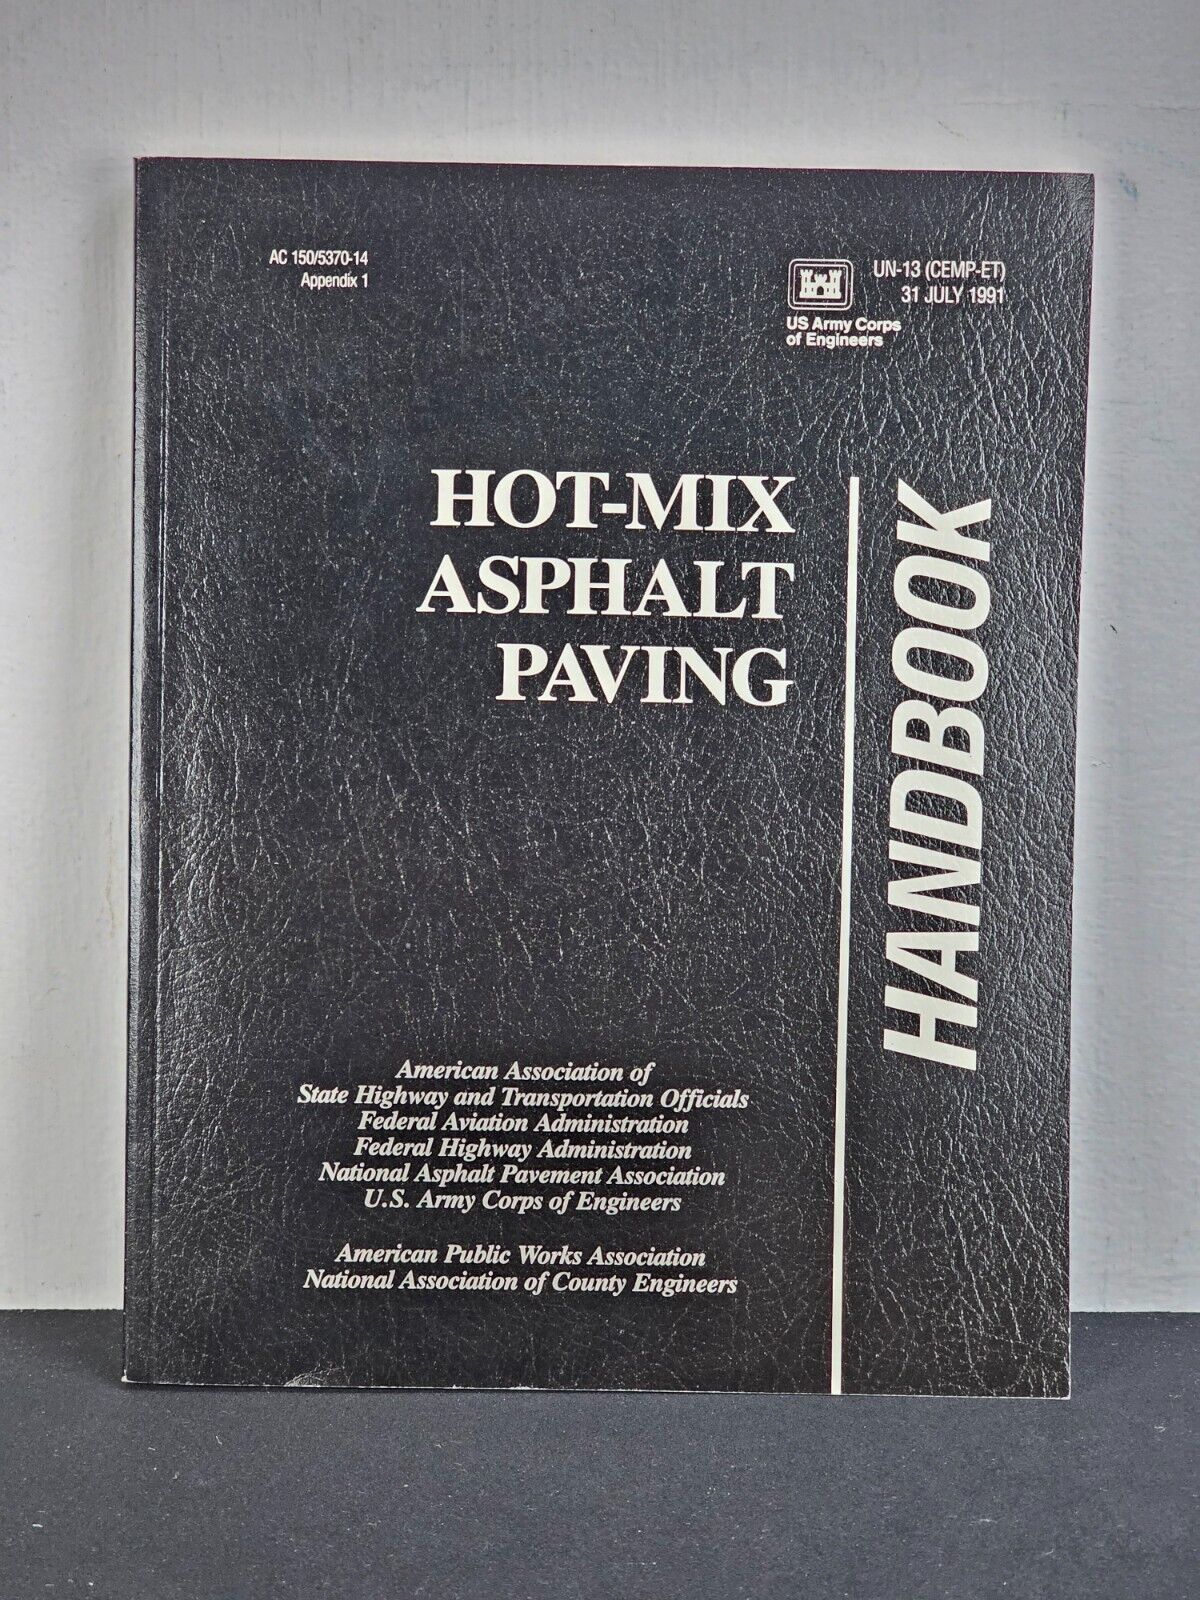 AC 150/5370-14
Appendix 1
US Army Corps
of Engineers
UN-13 (CEMP-ET)
31 JULY 1991
HOT-MIX
ASPHALT
PAVING
HANDBOOK
American Association of
State Highway and Transportation Officials
Federal Aviation Administration
Federal Highway Administration
National Asphalt Pavement Association
U.S. Army Corps of Engineers
American Public Works Association
National Association of County Engineers